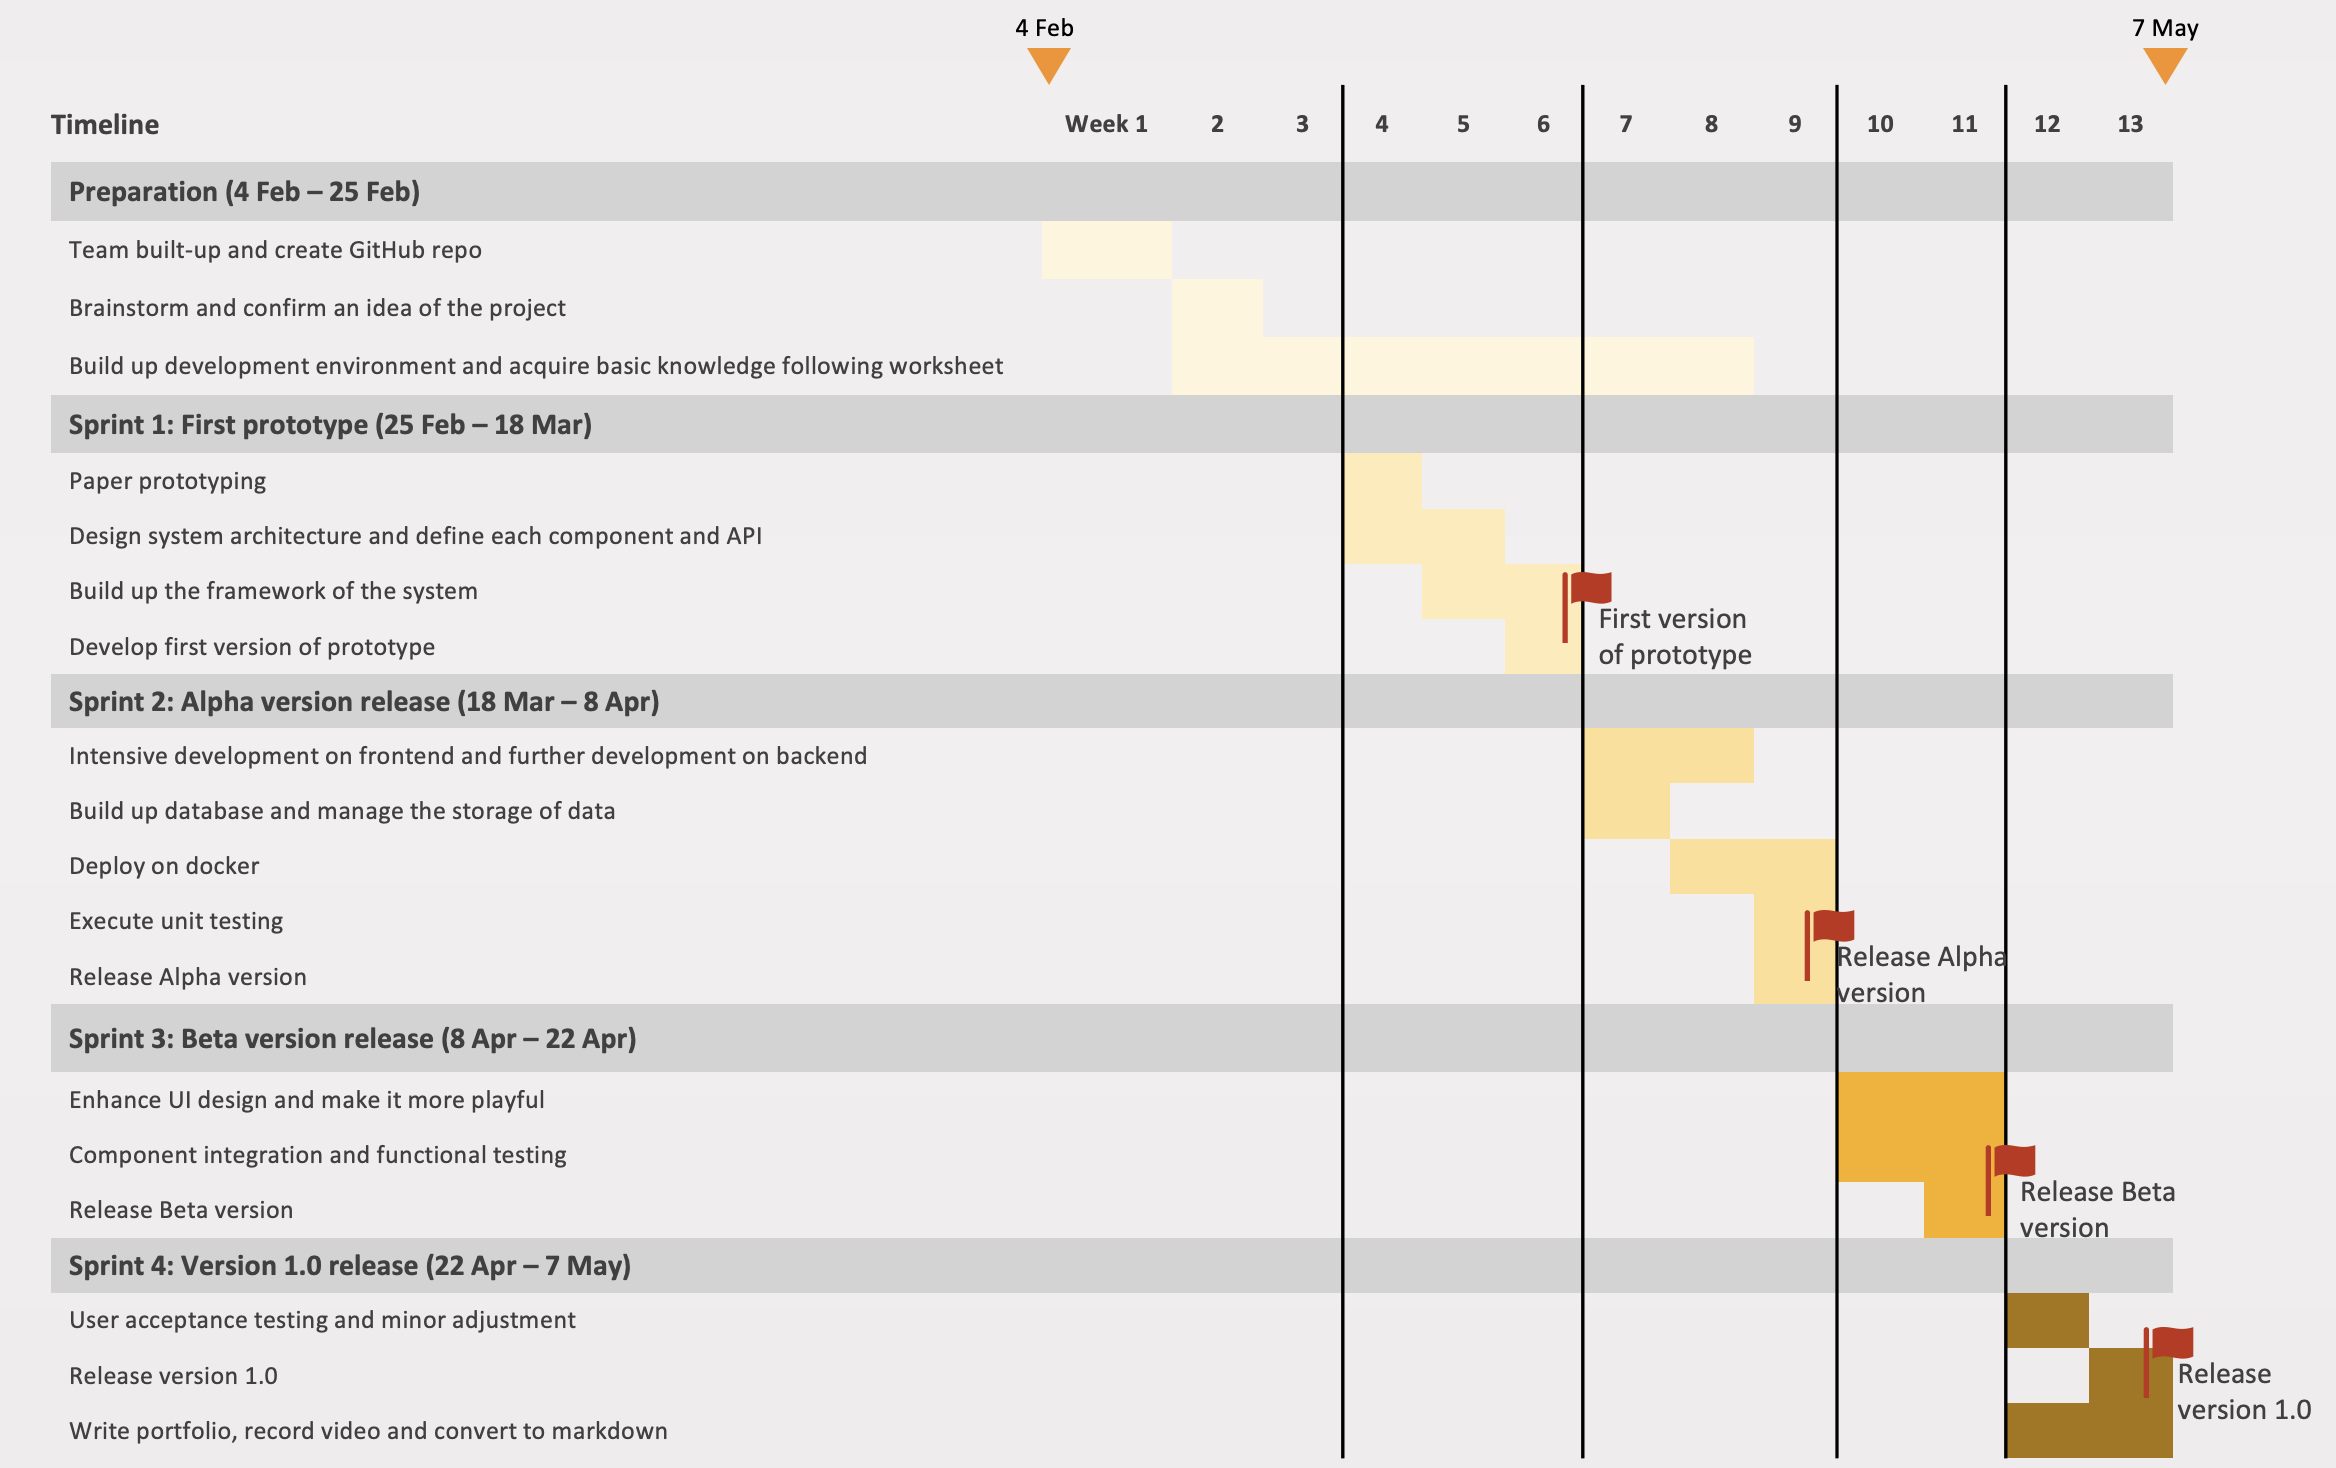 4 Feb
7 May
Timeline Week 1 2 3 4 5 6 7 8 9 10 11 12 13
Preparation (4 Feb – 25 Feb)
Team built-up and create GitHub repo
Brainstorm and confirm an idea of the project
Build up development environment and acquire basic knowledge following worksheet
Sprint 1: First prototype (25 Feb – 18 Mar)
Paper prototyping
Design system architecture and define each component and API
Build up the framework of the system
First version
of prototype
Develop first version of prototype
Sprint 2: Alpha version release (18 Mar – 8 Apr)
Intensive development on frontend and further development on backend
Build up database and manage the storage of data
Deploy on docker
Execute unit testing
Release Alpha
version
Release Alpha version
Sprint 3: Beta version release (8 Apr – 22 Apr)
Enhance UI design and make it more playful
Component integration and functional testing
Release Beta
version
Release Beta version
Sprint 4: Version 1.0 release (22 Apr – 7 May)
User acceptance testing and minor adjustment
Release version 1.0
Release
version 1.0
Write portfolio, record video and convert to markdown